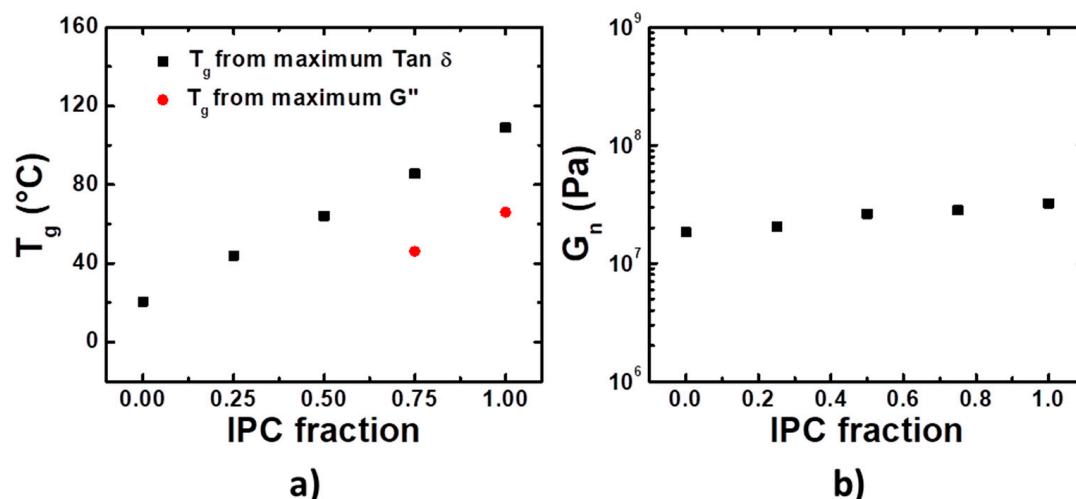 160
120
80
40
0
T_g (°C)
T_g from maximum Tan δ
T_g from maximum G"
0.00 0.25 0.50 0.75 1.00
IPC fraction
a)
10^9
10^8
10^7
10^6
G_n (Pa)
0.0 0.2 0.4 0.6 0.8 1.0
IPC fraction
b)